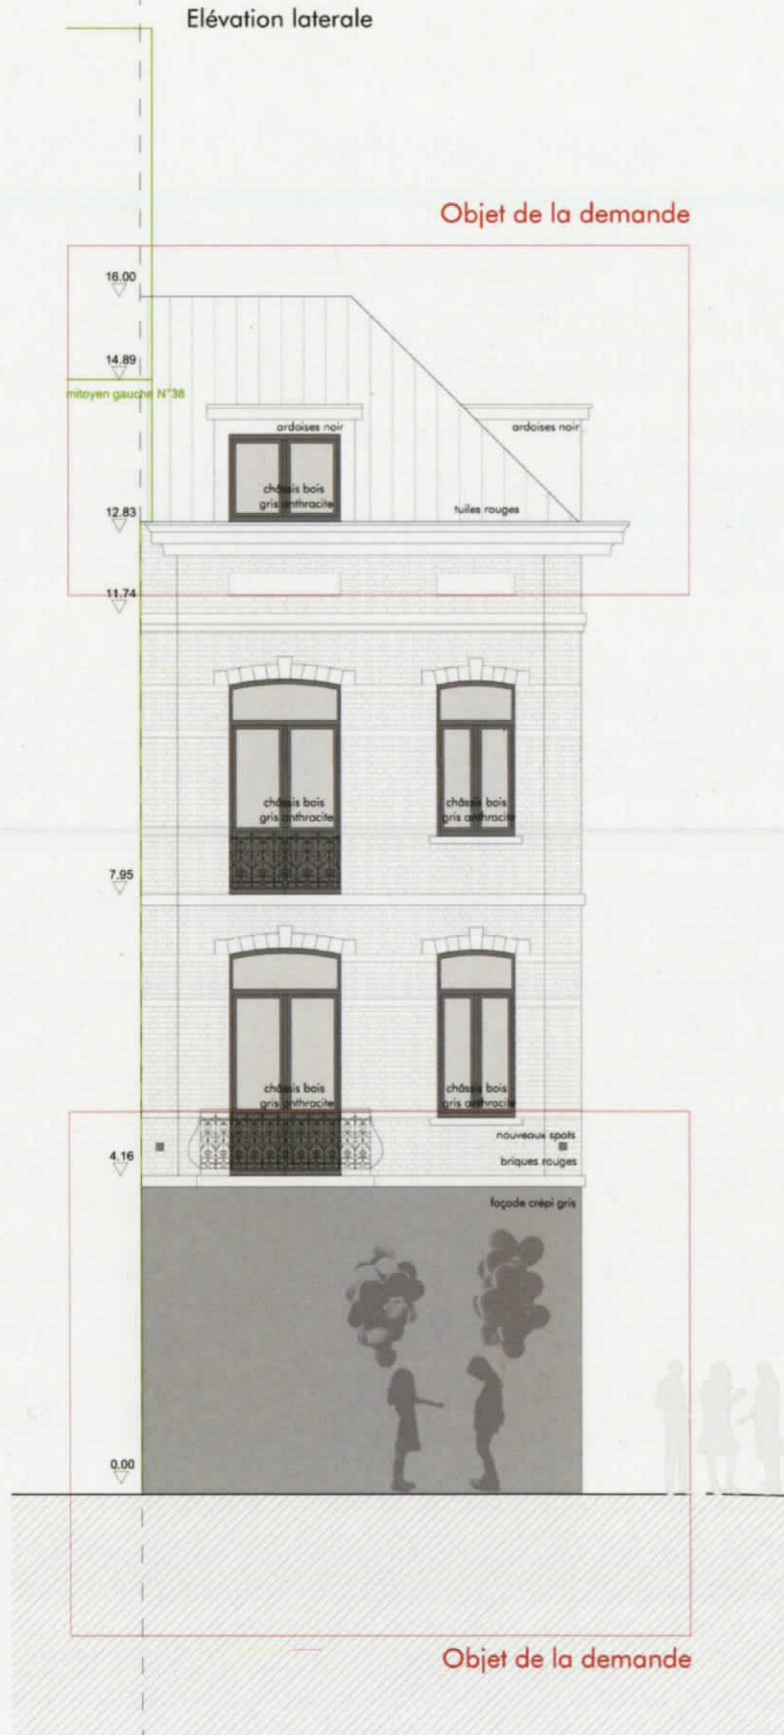 Elévation laterale
Objet de la demande
16.00
14.89
mitoyen gauche N°38
ardoises noir
ardoises noir
châssis bois
gris anthracite
tuiles rouges
12.83
11.74
châssis bois
gris anthracite
châssis bois
gris anthracite
7.95
châssis bois
gris anthracite
châssis bois
gris anthracite
nouveaux spots
4.16
briques rouges
façade crépi gris
0.00
Objet de la demande